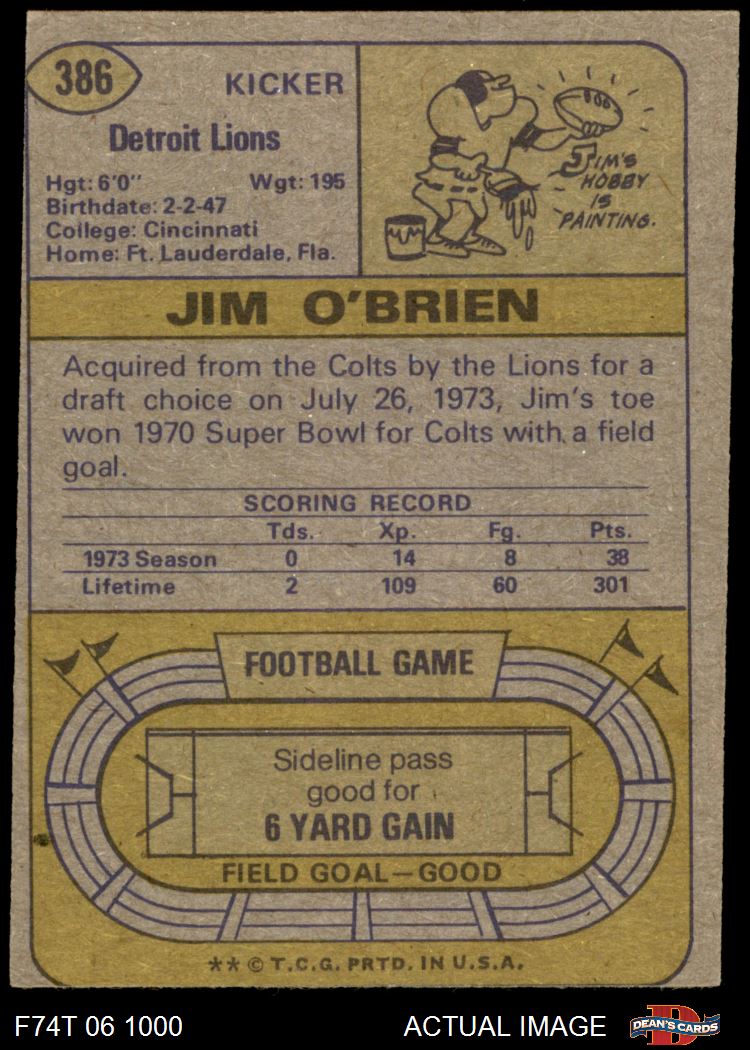 386
KICKER
Detroit Lions
Hgt: 6'0" Wgt: 195
Birthdate: 2-2-47
College: Cincinnati
Home: Ft. Lauderdale, Fla.
JIM'S
HOBBY
IS
PAINTING.
JIM O'BRIEN
Acquired from the Colts by the Lions for a
draft choice on July 26, 1973, Jim's toe
won 1970 Super Bowl for Colts with a field
goal.
SCORING RECORD
Tds. Xp. Fg. Pts.
1973 Season 0 14 8 38
Lifetime 2 109 60 301
FOOTBALL GAME
Sideline pass
good for
6 YARD GAIN
FIELD GOAL—GOOD
** © T.C.G. PRTD. IN U.S.A.
F74T 06 1000 ACTUAL IMAGE
D
DEAN'S CARDS